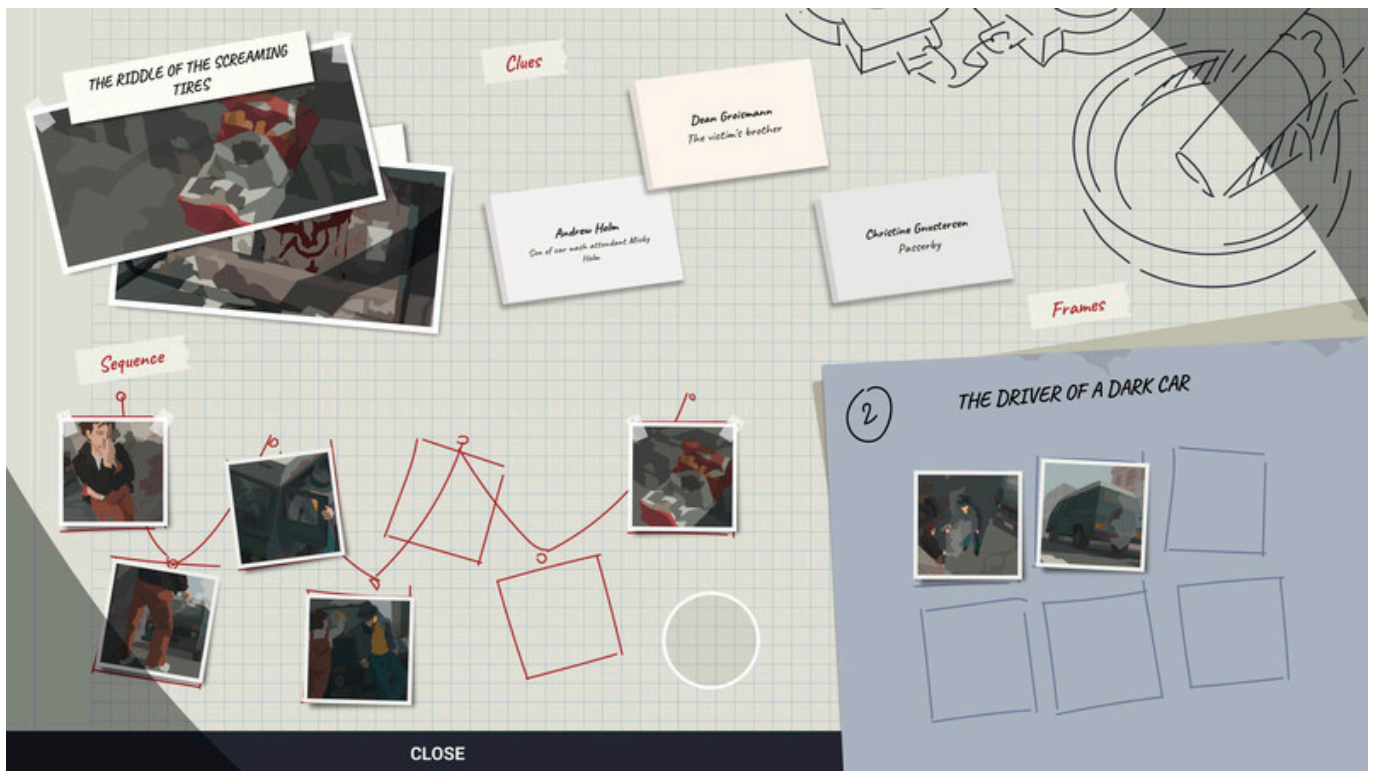 THE RIDDLE OF THE SCREAMING
TIRES
Clues
Dean Groismann
The victim's brother
Andrew Holm
Son of car wash attendant Micky
Holm
Christine Gnustersen
Passerby
Frames
Sequence
2
THE DRIVER OF A DARK CAR
CLOSE